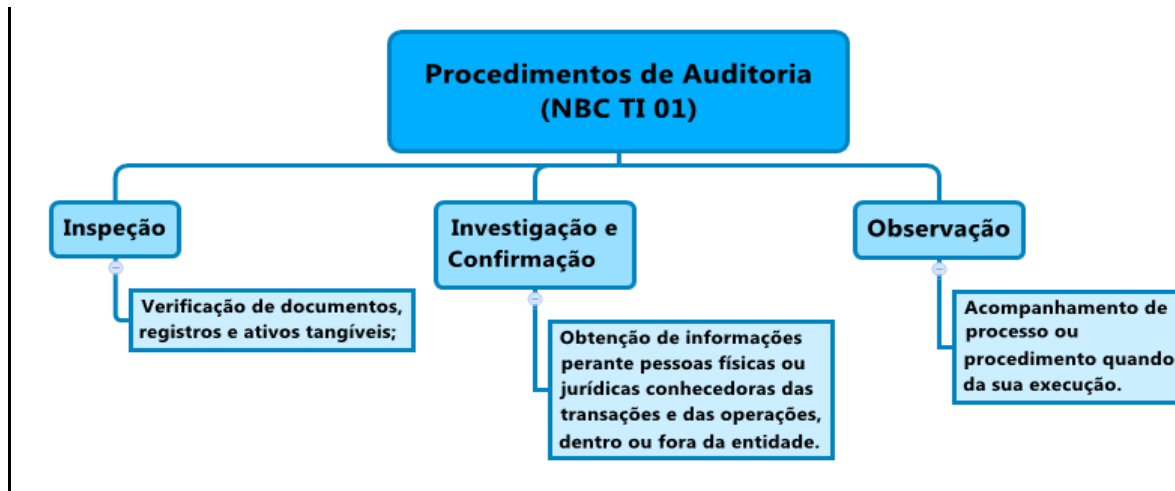 Procedimentos de Auditoria
(NBC TI 01)
Inspeção
Verificação de documentos,
registros e ativos tangíveis;
Investigação e
Confirmação
Obtenção de informações
perante pessoas físicas ou
jurídicas conhecedoras das
transações e das operações,
dentro ou fora da entidade.
Observação
Acompanhamento de
processo ou
procedimento quando
da sua execução.